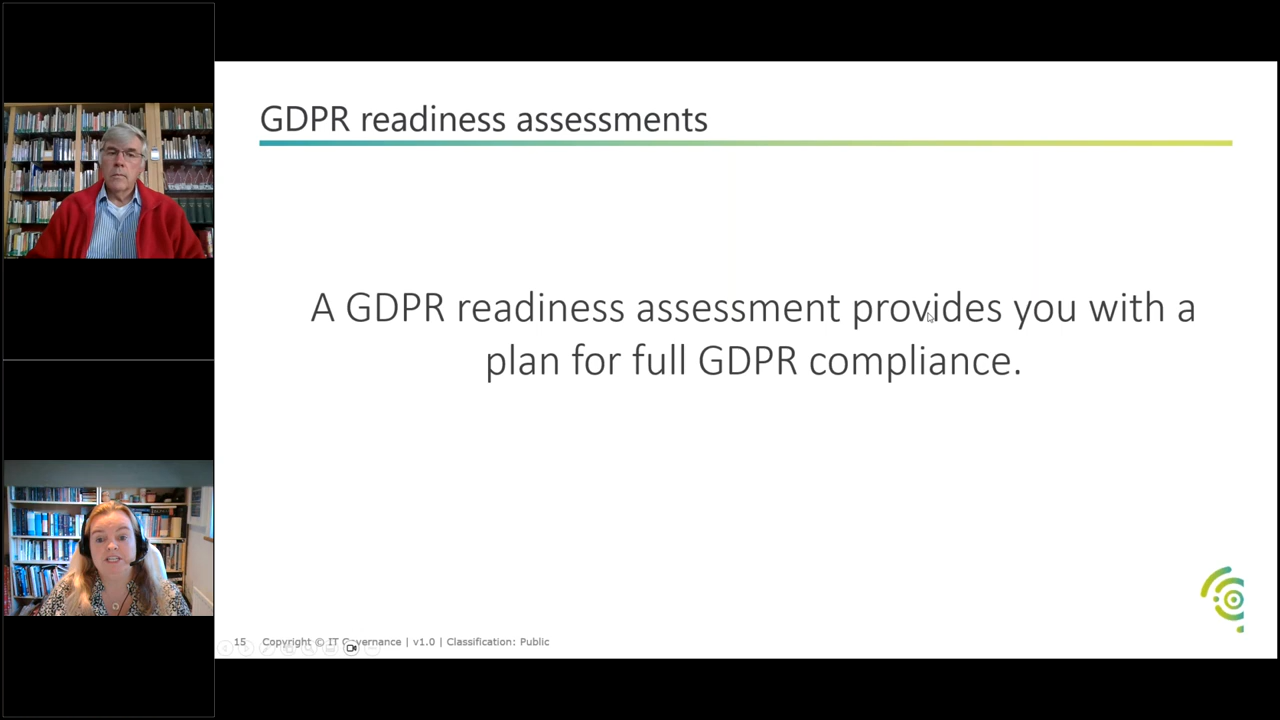 GDPR readiness assessments
A GDPR readiness assessment provides you with a
plan for full GDPR compliance.
15 Copyright © IT Governance | v1.0 | Classification: Public